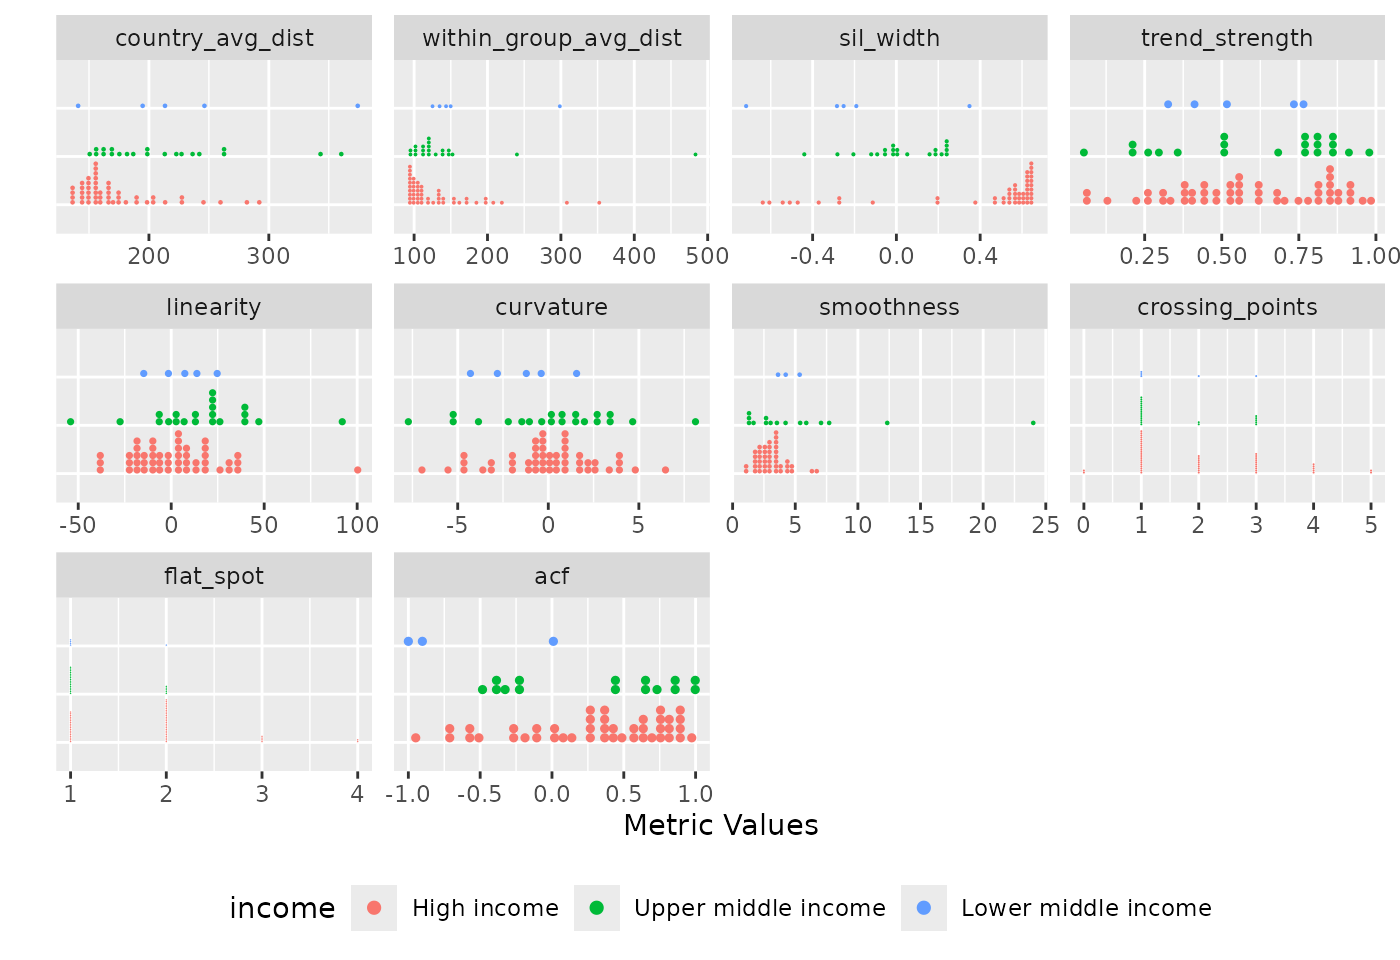 country_avg_dist within_group_avg_dist sil_width trend_strength
200 300 100 200 300 400 500 -0.4 0.0 0.4 0.25 0.50 0.75 1.00
linearity curvature smoothness crossing_points
-50 0 50 100 -5 0 5 0 5 10 15 20 25 0 1 2 3 4 5
flat_spot acf
1 2 3 4 -1.0 -0.5 0.0 0.5 1.0
Metric Values
income High income Upper middle income Lower middle income